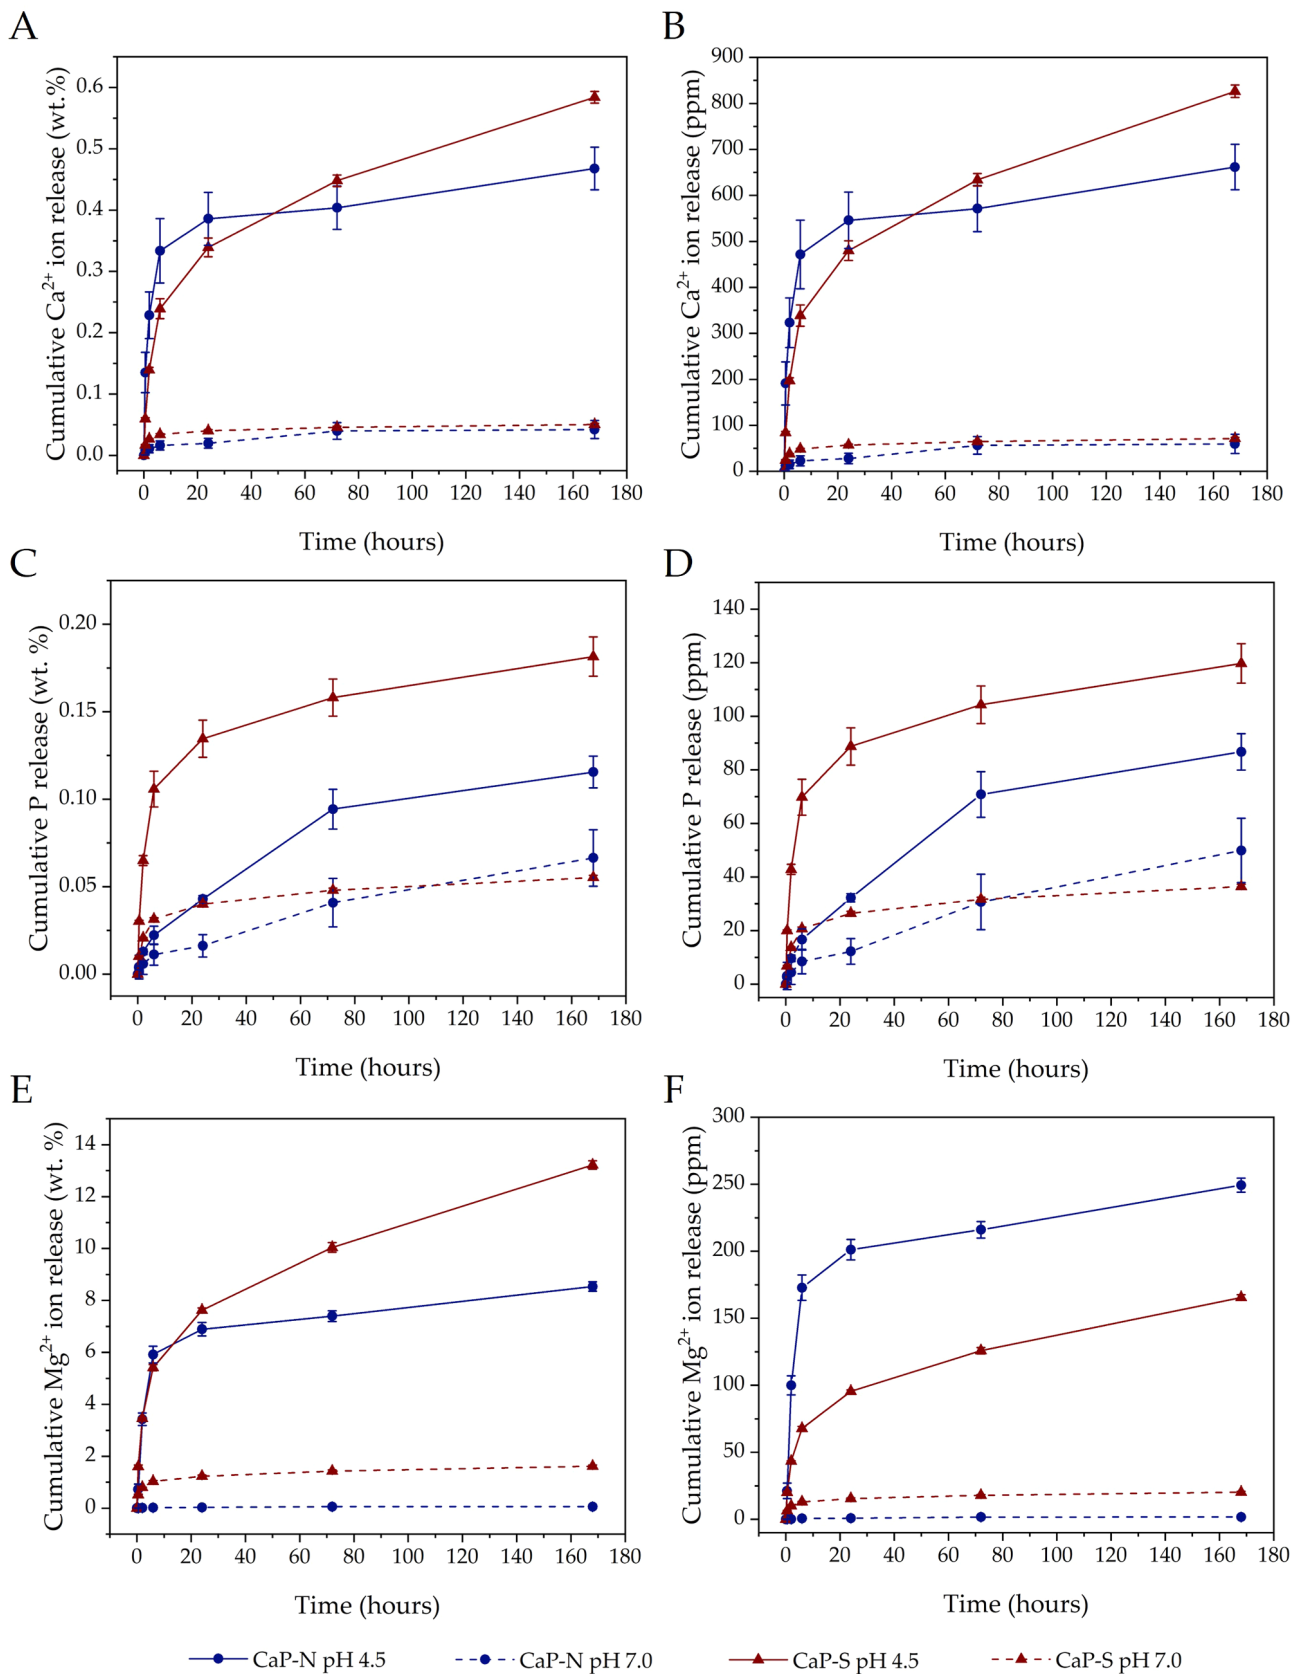 A
B
Cumulative Ca²⁺ ion release (wt.%)
0.6
0.5
0.4
0.3
0.2
0.1
0.0
0 20 40 60 80 100 120 140 160 180
Time (hours)
Cumulative Ca²⁺ ion release (ppm)
900
800
700
600
500
400
300
200
100
0
0 20 40 60 80 100 120 140 160 180
Time (hours)
C
D
Cumulative P release (wt. %)
0.20
0.15
0.10
0.05
0.00
0 20 40 60 80 100 120 140 160 180
Time (hours)
Cumulative P release (ppm)
140
120
100
80
60
40
20
0
0 20 40 60 80 100 120 140 160 180
Time (hours)
E
F
Cumulative Mg²⁺ ion release (wt. %)
14
12
10
8
6
4
2
0
0 20 40 60 80 100 120 140 160 180
Time (hours)
Cumulative Mg²⁺ ion release (ppm)
300
250
200
150
100
50
0
0 20 40 60 80 100 120 140 160 180
Time (hours)
CaP-N pH 4.5 CaP-N pH 7.0 CaP-S pH 4.5 CaP-S pH 7.0